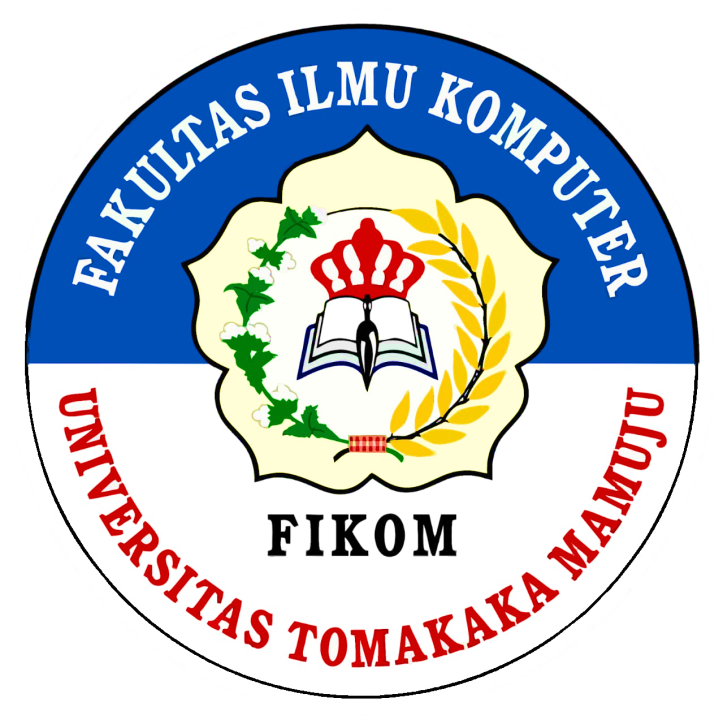 FAKULTAS ILMU KOMPUTER
FIKOM
UNIVERSITAS TOMAKAKA MAMUJU